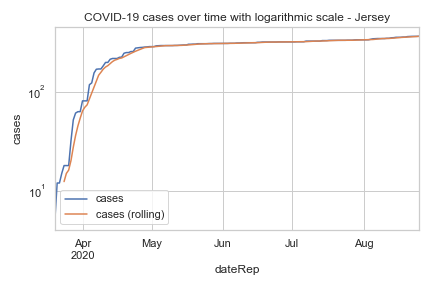 COVID-19 cases over time with logarithmic scale - Jersey
cases
10²
10¹
cases
cases (rolling)
Apr
2020
May
Jun
Jul
Aug
dateRep